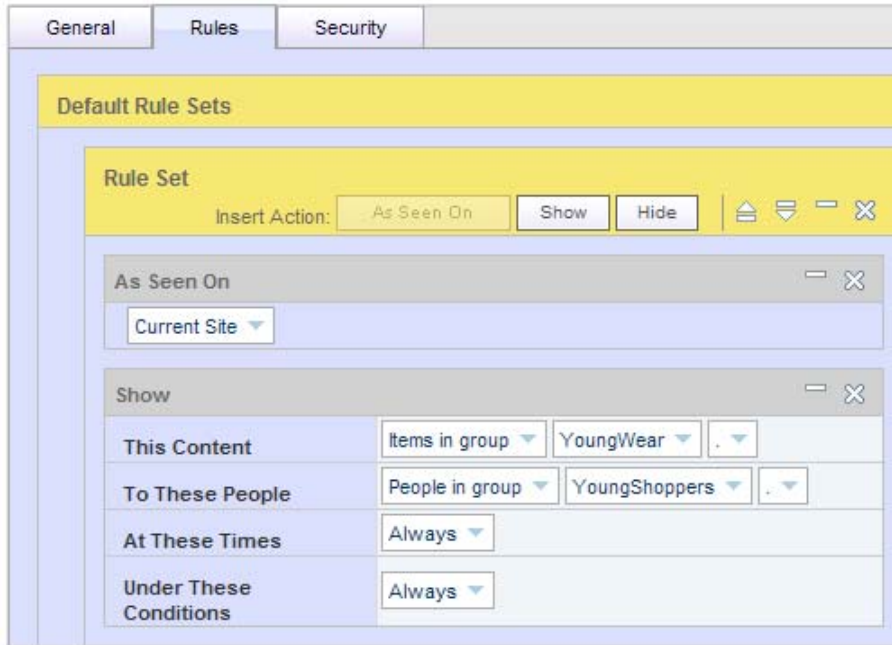 General Rules Security
Default Rule Sets
Rule Set
Insert Action: As Seen On Show Hide
As Seen On
Current Site
Show
This Content Items in group YoungWear .
To These People People in group YoungShoppers .
At These Times Always
Under These
Conditions Always